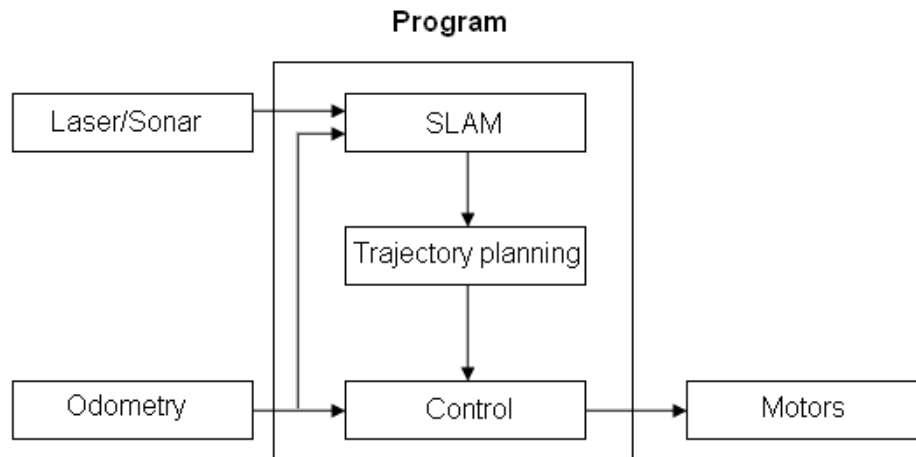 Program
Laser/Sonar
SLAM
Trajectory planning
Odometry
Control
Motors